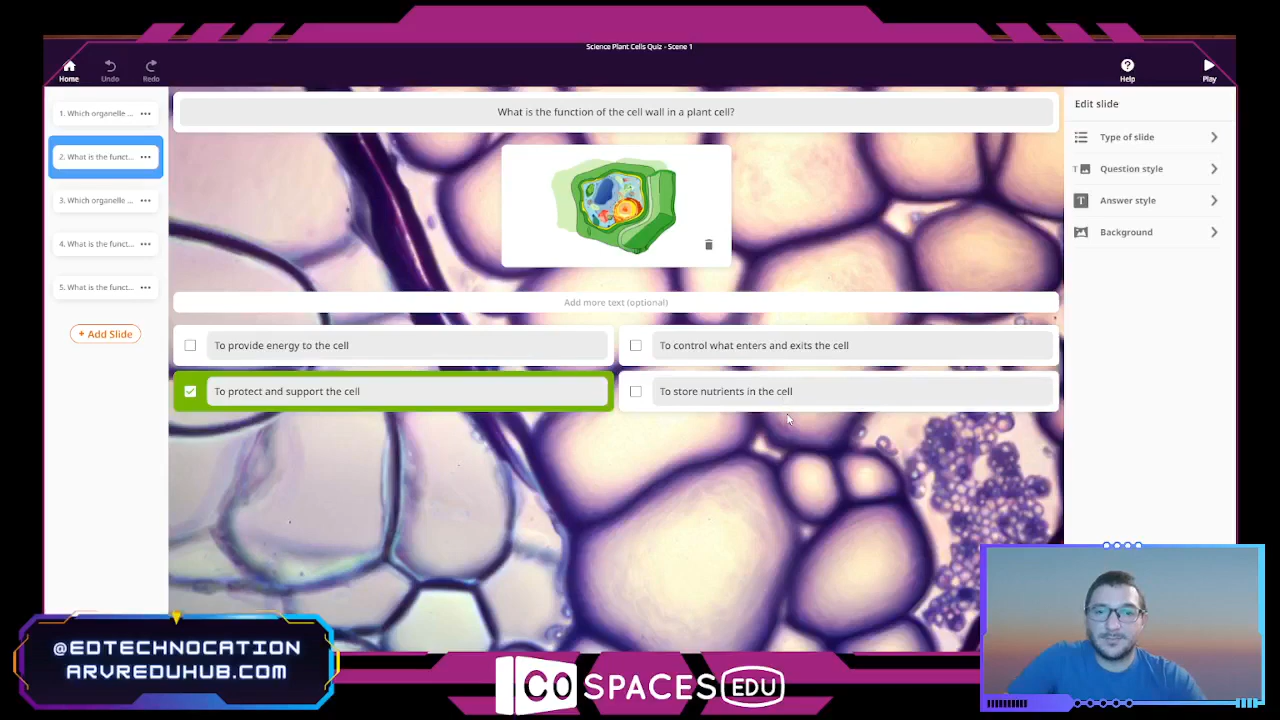 Science Plant Cells Quiz - Scene 1
Home
Undo
Redo
Help
Play
1. Which organelle ...
2. What is the funct...
3. Which organelle ...
4. What is the funct...
5. What is the funct...
+ Add Slide
What is the function of the cell wall in a plant cell?
Add more text (optional)
To provide energy to the cell
To control what enters and exits the cell
To protect and support the cell
To store nutrients in the cell
Edit slide
Type of slide
Question style
Answer style
Background
@EDTECHNOCATION
ARVREDUHUB.COM
COSPACES EDU